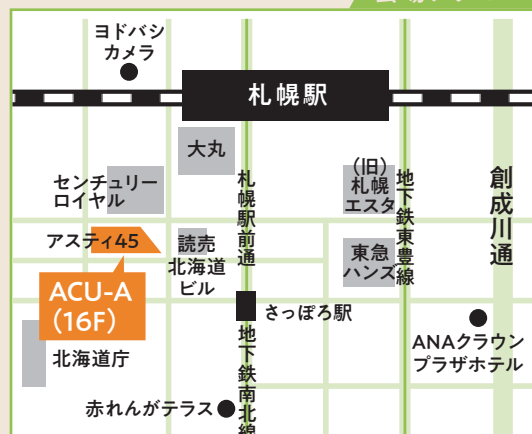 ヨドバシ
カメラ
札幌駅
大丸
センチュリー
ロイヤル
札幌駅前通
(旧)
札幌
エスタ
地下鉄東豊線
創成川通
アスティ45
読売
北海道
ビル
東急
ハンズ
ACU-A
(16F)
さっぽろ駅
北海道庁
地下鉄南北線
ANAクラウン
プラザホテル
赤れんがテラス